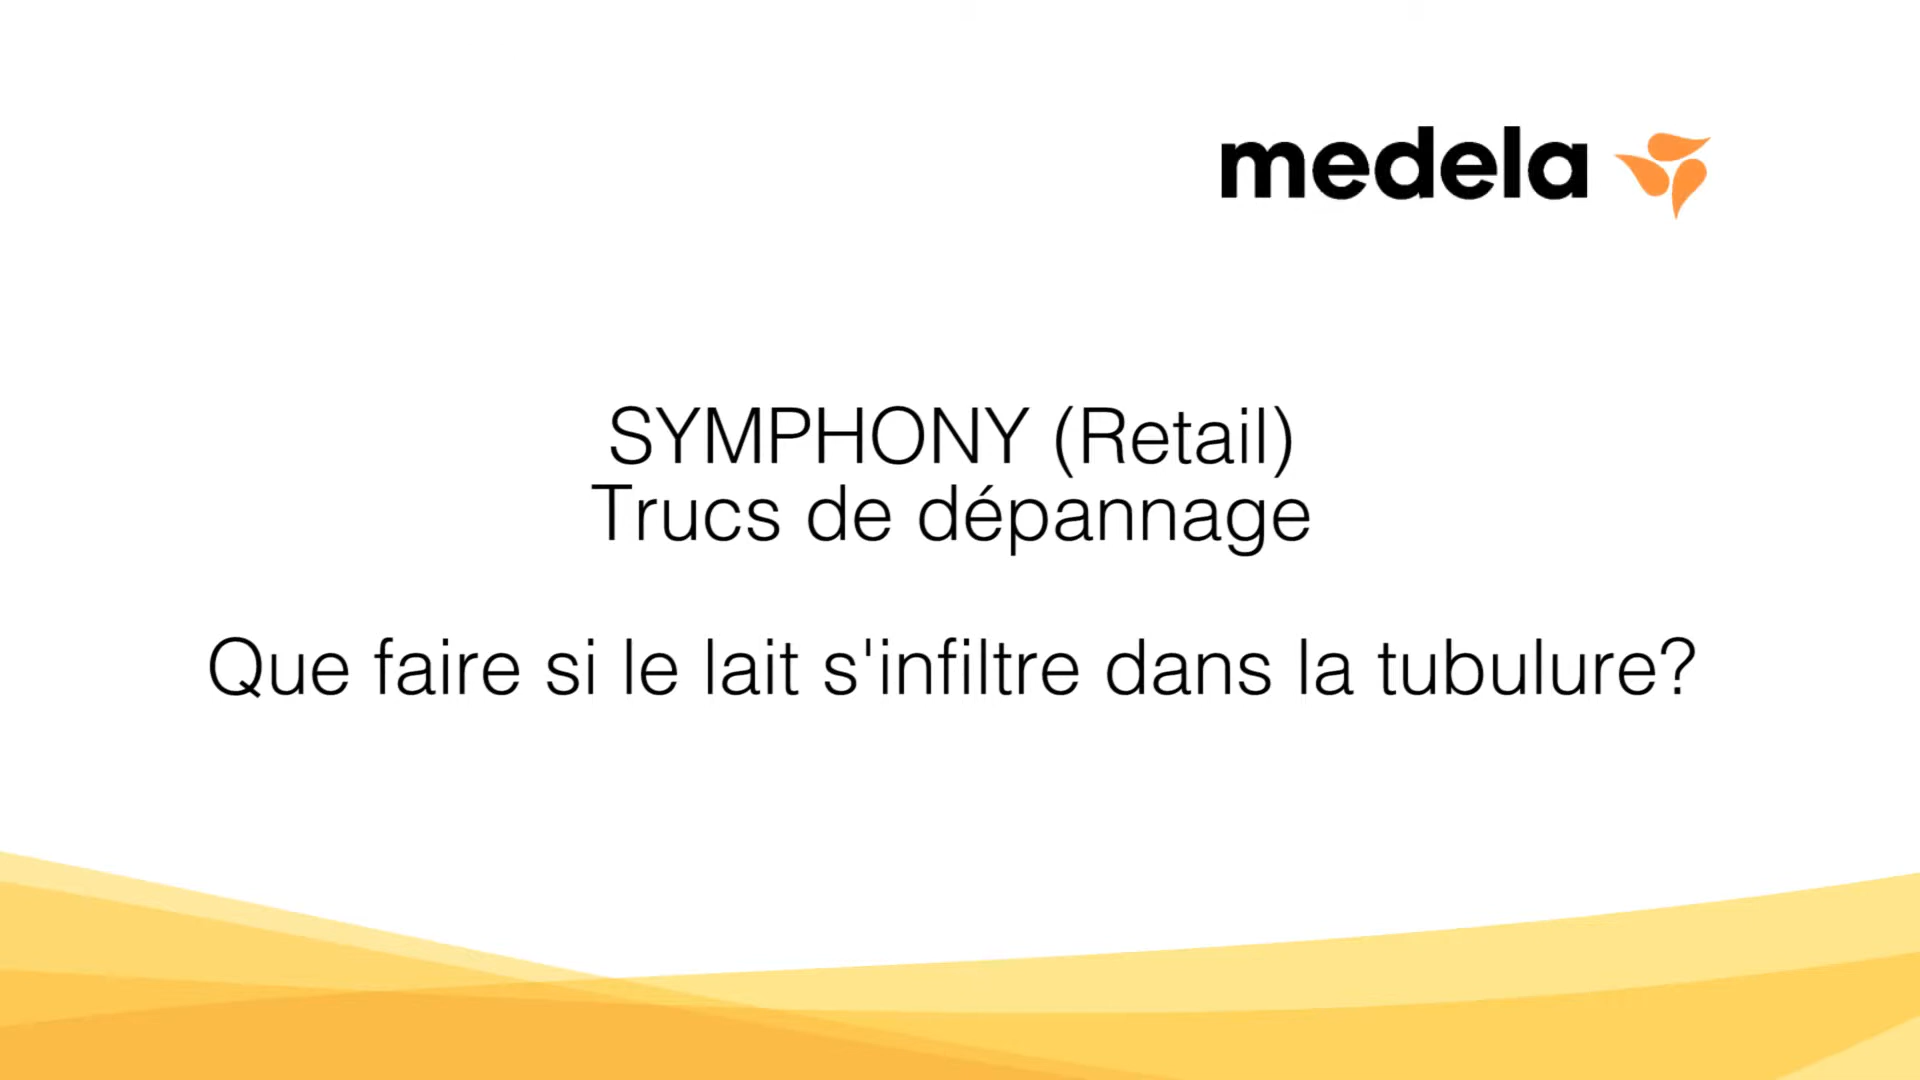 medela
SYMPHONY (Retail)
Trucs de dépannage
Que faire si le lait s'infiltre dans la tubulure?